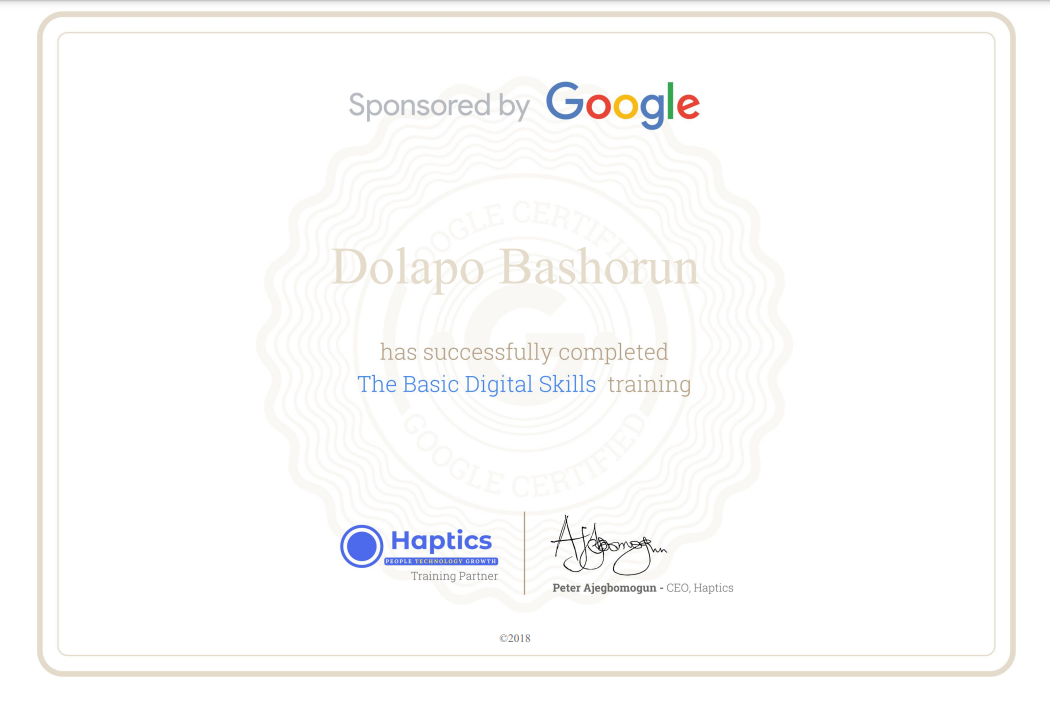 Sponsored by Google
GOOGLE CERTIFIED
Dolapo Bashorun
has successfully completed
The Basic Digital Skills training
GOOGLE CERTIFIED
Haptics
PEOPLE TECHNOLOGY GROWTH
Training Partner
Ajegbomogun
Peter Ajegbomogun - CEO, Haptics
©2018